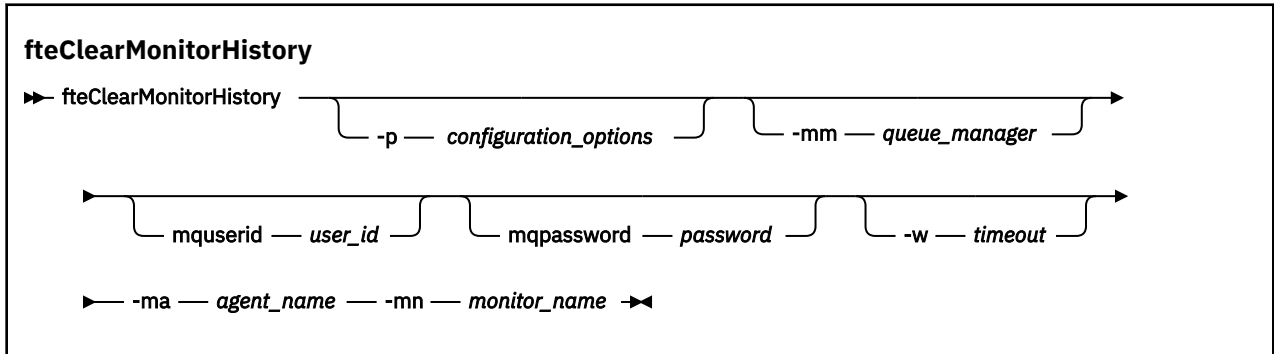 fteClearMonitorHistory
fteClearMonitorHistory
-p configuration_options -mm queue_manager
mquserid user_id mqpassword password -w timeout
-ma agent_name -mn monitor_name